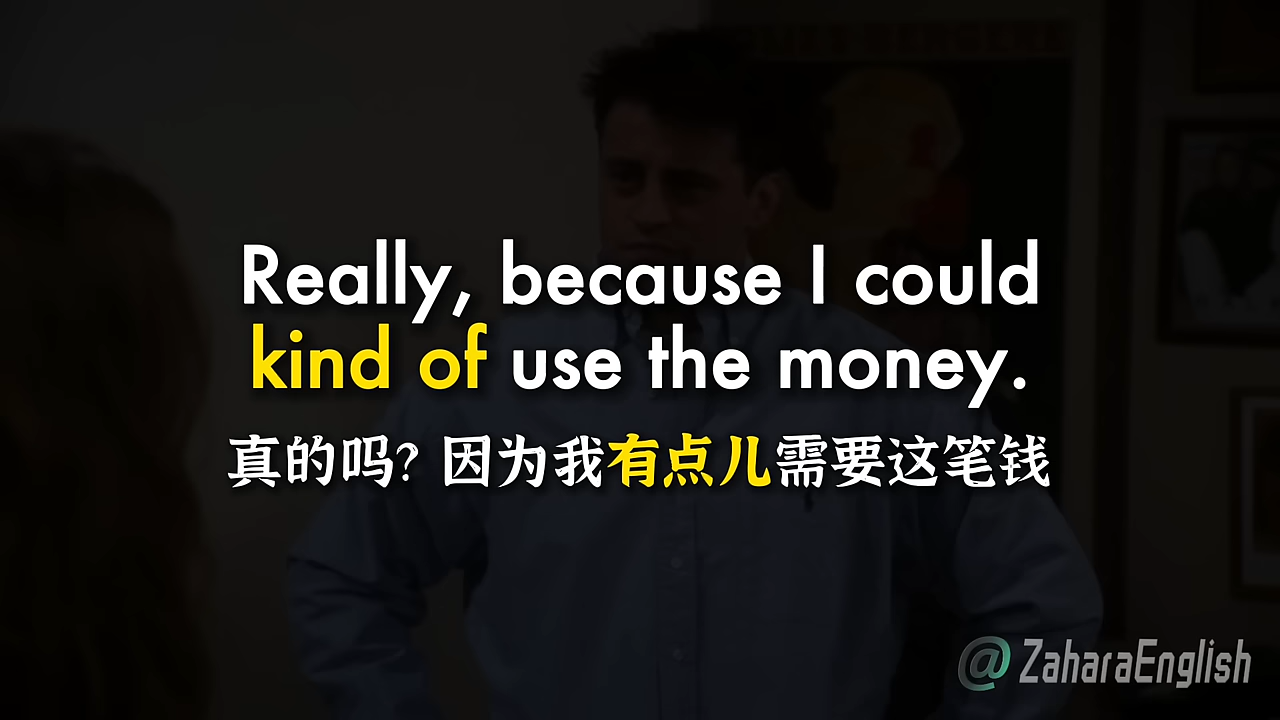 Really, because I could
kind of use the money.
真的吗? 因为我有点儿需要这笔钱
@ZaharaEnglish